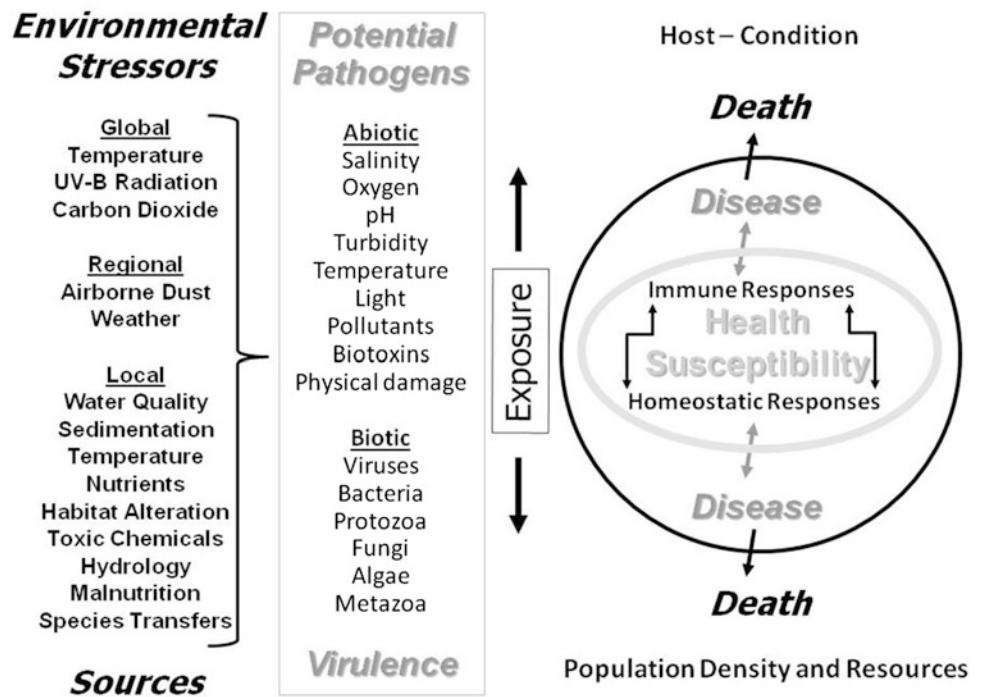 Environmental
Stressors
Global
Temperature
UV-B Radiation
Carbon Dioxide
Regional
Airborne Dust
Weather
Local
Water Quality
Sedimentation
Temperature
Nutrients
Habitat Alteration
Toxic Chemicals
Hydrology
Malnutrition
Species Transfers
Sources
Potential
Pathogens
Abiotic
Salinity
Oxygen
pH
Turbidity
Temperature
Light
Pollutants
Biotoxins
Physical damage
Biotic
Viruses
Bacteria
Protozoa
Fungi
Algae
Metazoa
Virulence
Exposure
Host – Condition
Death
Disease
Immune Responses
Health
Susceptibility
Homeostatic Responses
Disease
Death
Population Density and Resources